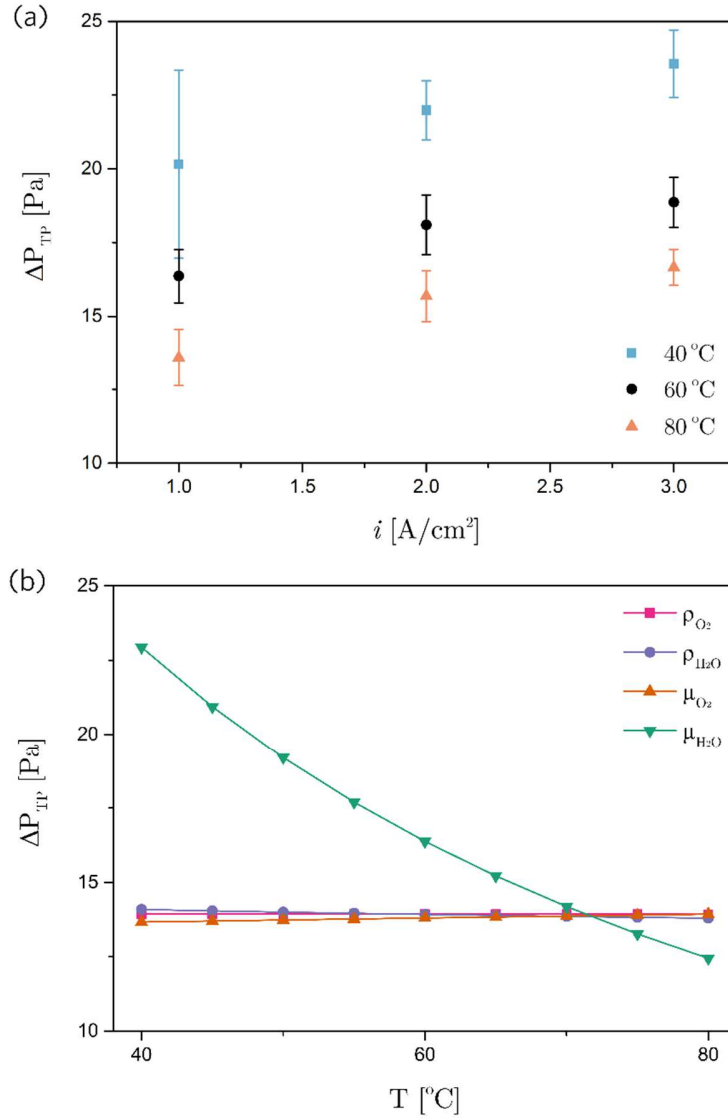 (a)
25
20
15
10
ΔP_TP [Pa]
40 °C
60 °C
80 °C
1.0 1.5 2.0 2.5 3.0
i [A/cm²]
(b)
25
20
15
10
ΔP_TP [Pa]
ρ_O₂
ρ_H₂O
μ_O₂
μ_H₂O
40 60 80
T [°C]